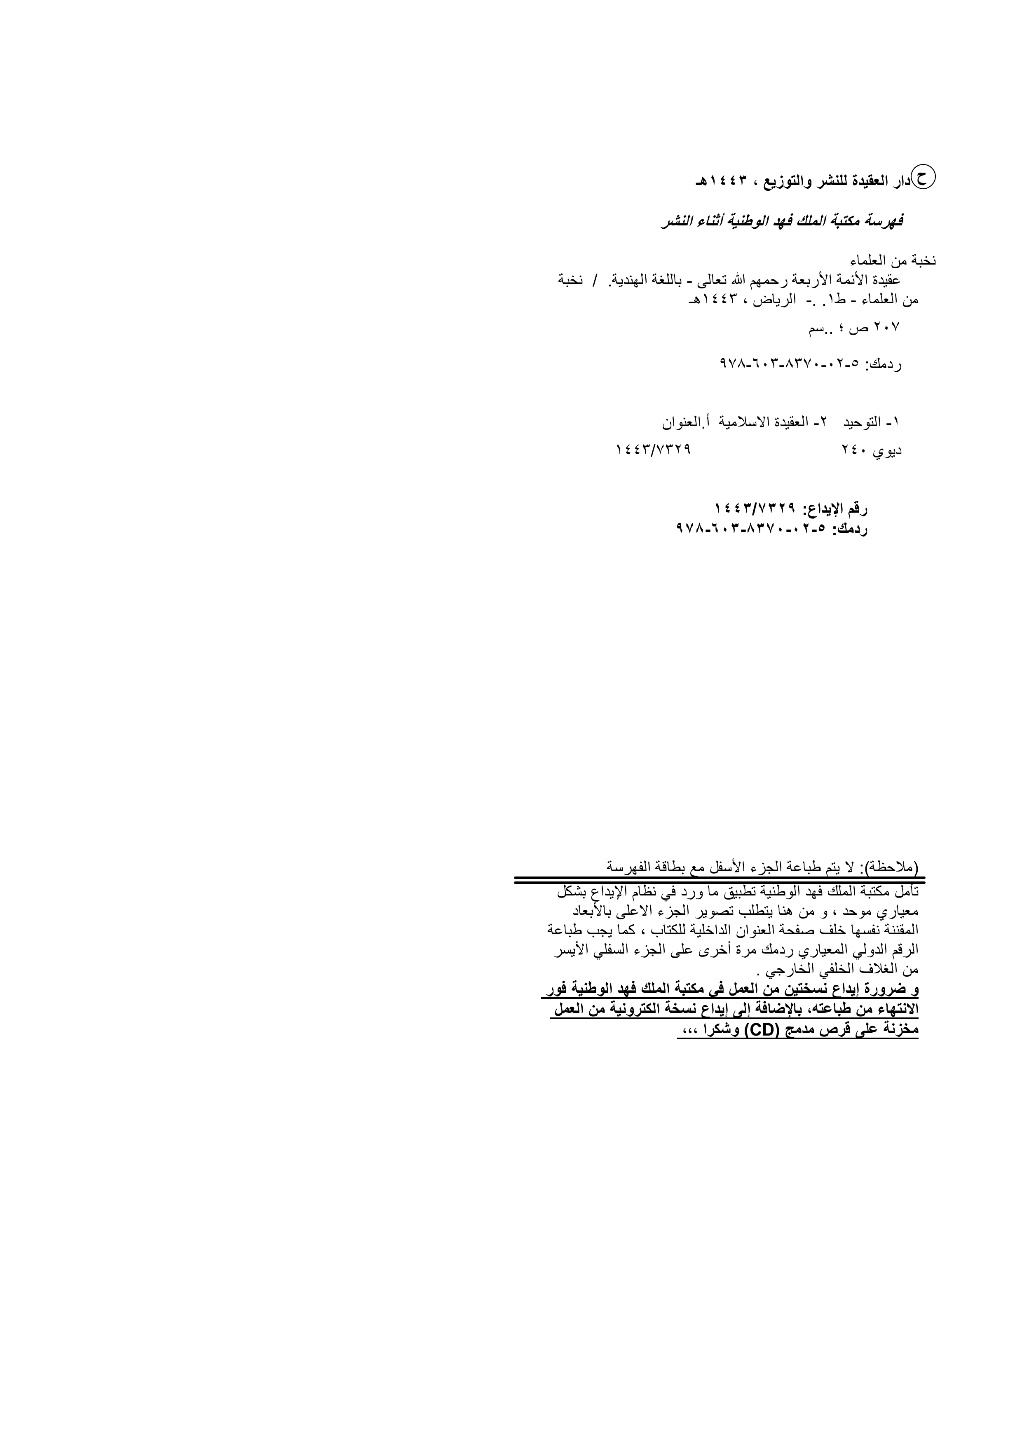 ح دار العقيدة للنشر والتوزيع ، ١٤٤٣هـ
فهرسة مكتبة الملك فهد الوطنية أثناء النشر
نخبة من العلماء
عقيدة الأئمة الأربعة رحمهم الله تعالى - باللغة الهندية. / نخبة
من العلماء - ط١. .- الرياض ، ١٤٤٣هـ
٢٠٧ ص ؛ ..سم
ردمك: ٥-٠٢-٨٣٧٠-٦٠٣-٩٧٨
١- التوحيد ٢- العقيدة الاسلامية أ.العنوان
ديوي ٢٤٠ ١٤٤٣/٧٣٢٩
رقم الإيداع: ١٤٤٣/٧٣٢٩
ردمك: ٥-٠٢-٨٣٧٠-٦٠٣-٩٧٨
(ملاحظة): لا يتم طباعة الجزء الأسفل مع بطاقة الفهرسة
تأمل مكتبة الملك فهد الوطنية تطبيق ما ورد في نظام الإيداع بشكل
معياري موحد ، و من هنا يتطلب تصوير الجزء الاعلى بالأبعاد
المقننة نفسها خلف صفحة العنوان الداخلية للكتاب ، كما يجب طباعة
الرقم الدولي المعياري ردمك مرة أخرى على الجزء السفلي الأيسر
من الغلاف الخلفي الخارجي .
و ضرورة إيداع نسختين من العمل في مكتبة الملك فهد الوطنية فور
الانتهاء من طباعته، بالإضافة إلى إيداع نسخة الكترونية من العمل
مخزنة على قرص مدمج (CD) وشكرا ،،،